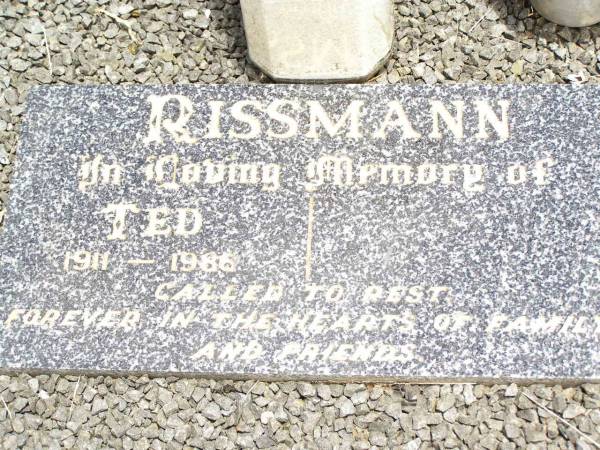 RISSMANN
In Loving Memory of
TED
1911 — 1986
CALLED TO REST.
FOREVER IN THE HEARTS OF FAMILY
AND FRIENDS.